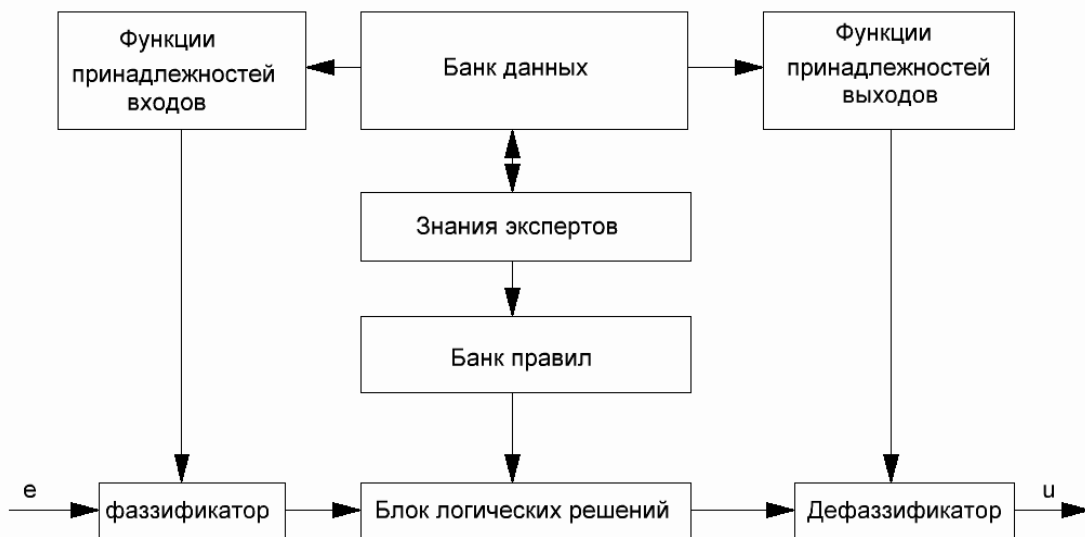 Функции
принадлежностей
входов
Банк данных
Функции
принадлежностей
выходов
Знания экспертов
Банк правил
e
фаззификатор
Блок логических решений
Дефаззификатор
u